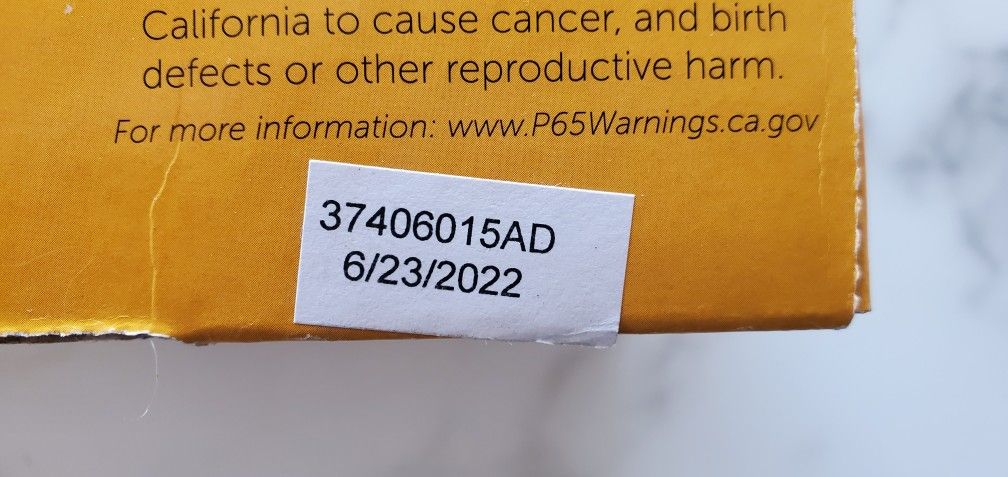 California to cause cancer, and birth
defects or other reproductive harm.
For more information: www.P65Warnings.ca.gov
37406015AD
6/23/2022